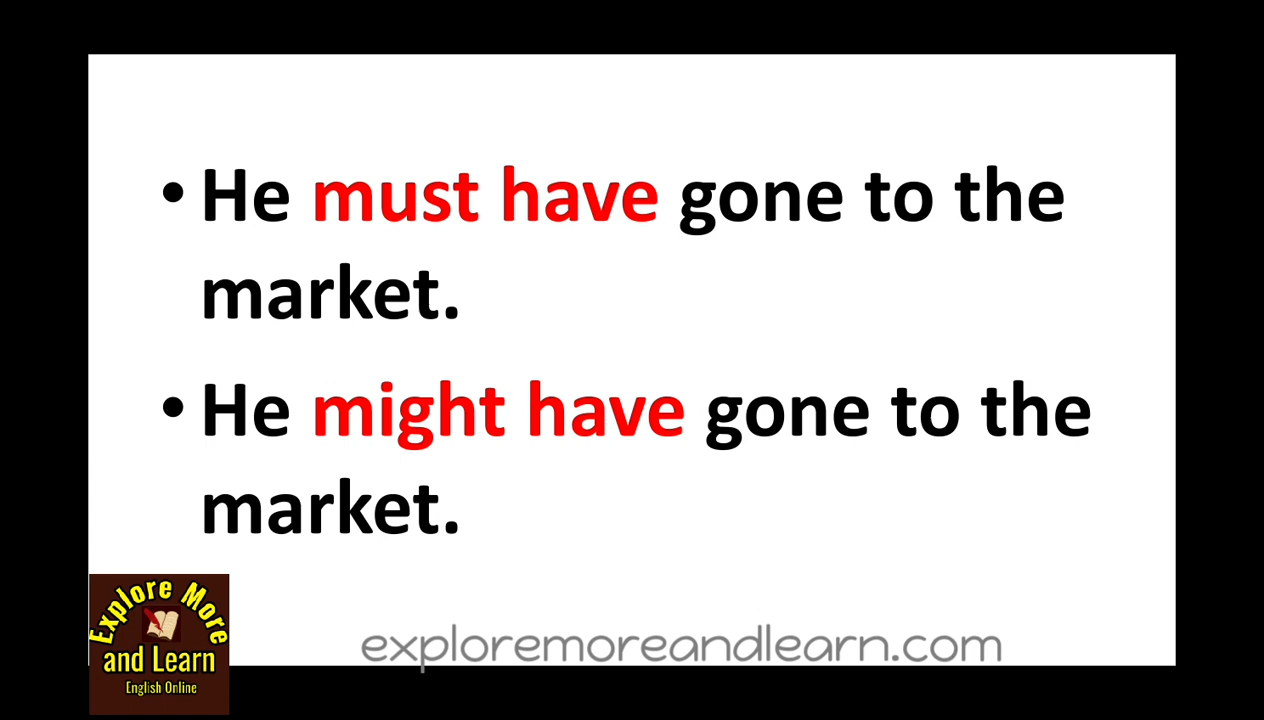 • He must have gone to the
market.
• He might have gone to the
market.
Explore More
and Learn
English Online
exploremoreandlearn.com